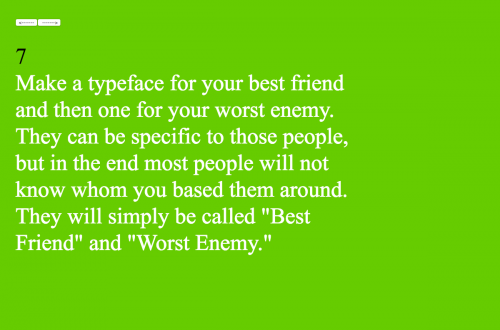 7
Make a typeface for your best friend
and then one for your worst enemy.
They can be specific to those people,
but in the end most people will not
know whom you based them around.
They will simply be called "Best
Friend" and "Worst Enemy."